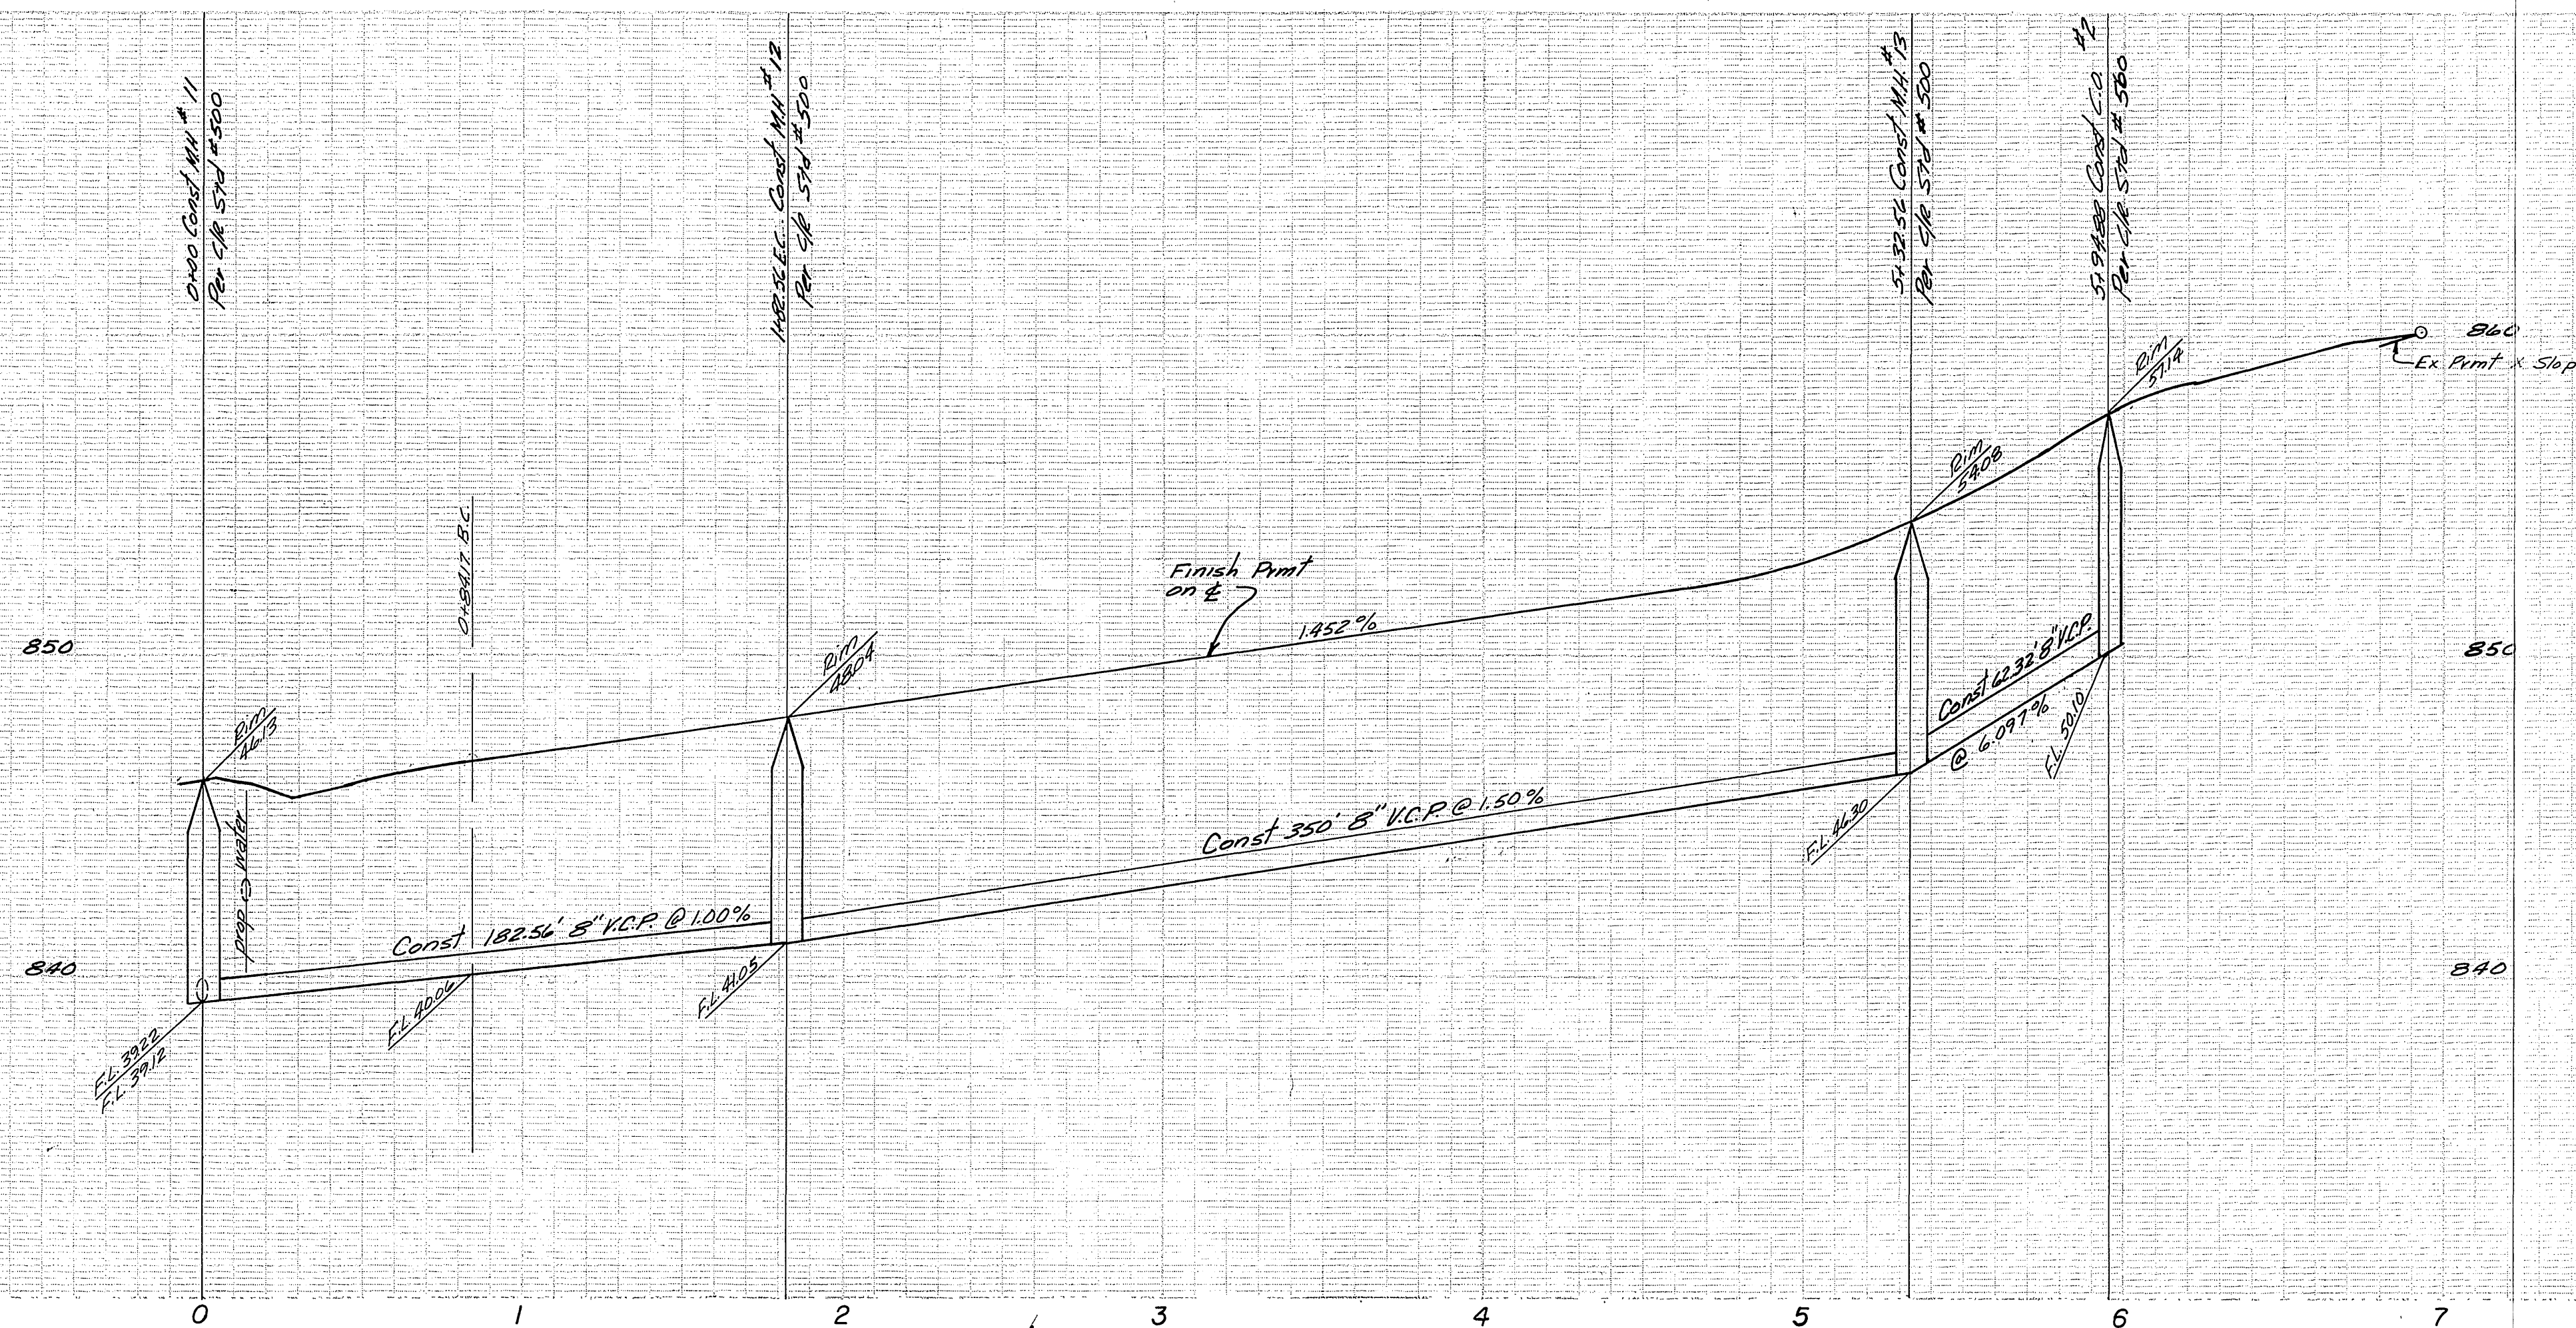 0+00 Const M.H # 11
Per C/R Std #500
1+82.56 E.C. Const M.H # 12
Per C/R Std #500
5+32.56 Const M.H. # 13
Per C/R Std #500
5+94.88 Const C.O. #2
Per C/R Std # 560
860
Ex Pvmt x Slop
Rim
57.14
Rim
54.08
0+84.17 B.C.
Finish Pvmt
on ℄
1.452 %
850
850
Rim
48.04
Rim
46.13
Const 62.32' 8" V.C.P.
@ 6.097 %
F.L. 50.10
prop water
Const 350' 8" V.C.P. @ 1.50 %
F.L. 46.30
Const 182.56' 8" V.C.P. @ 1.00 %
840
840
F.L. 41.05
F.L 40.06
F.L. 39.22
F.L. 39.12
0 1 2 3 4 5 6 7